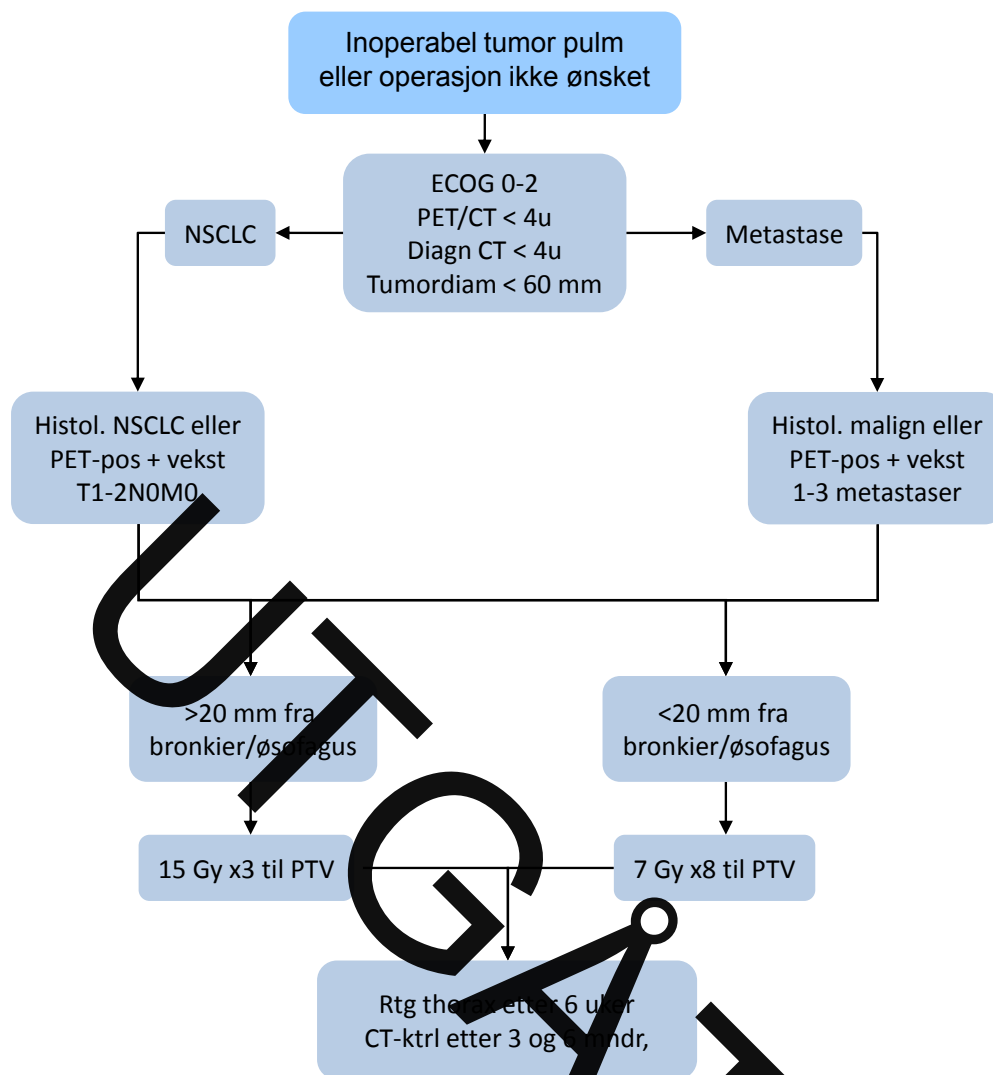 Inoperabel tumor pulm
eller operasjon ikke ønsket
ECOG 0-2
PET/CT < 4u
Diagn CT < 4u
Tumordiam < 60 mm
NSCLC
Metastase
Histol. NSCLC eller
PET-pos + vekst
T1-2N0M0
Histol. malign eller
PET-pos + vekst
1-3 metastaser
>20 mm fra
bronkier/øsofagus
<20 mm fra
bronkier/øsofagus
15 Gy x3 til PTV
7 Gy x8 til PTV
Rtg thorax etter 6 uker
CT-ktrl etter 3 og 6 mndr,
UTGÅT